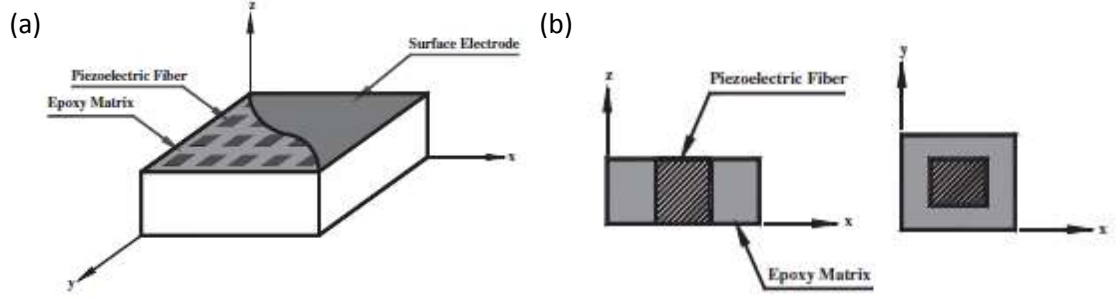 (a)
z
Surface Electrode
Piezoelectric Fiber
Epoxy Matrix
x
y
(b)
z
Piezoelectric Fiber
x
Epoxy Matrix
y
x